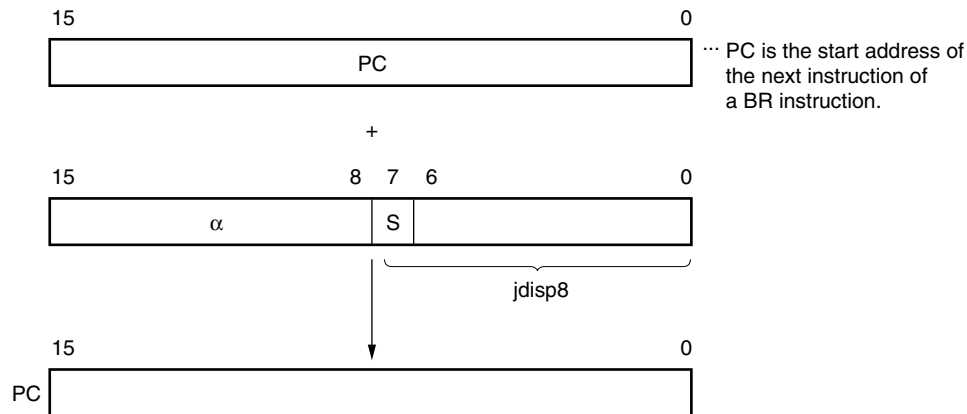 15 0
PC
... PC is the start address of
the next instruction of
a BR instruction.
+
15 8 7 6 0
α S
jdisp8
15 0
PC